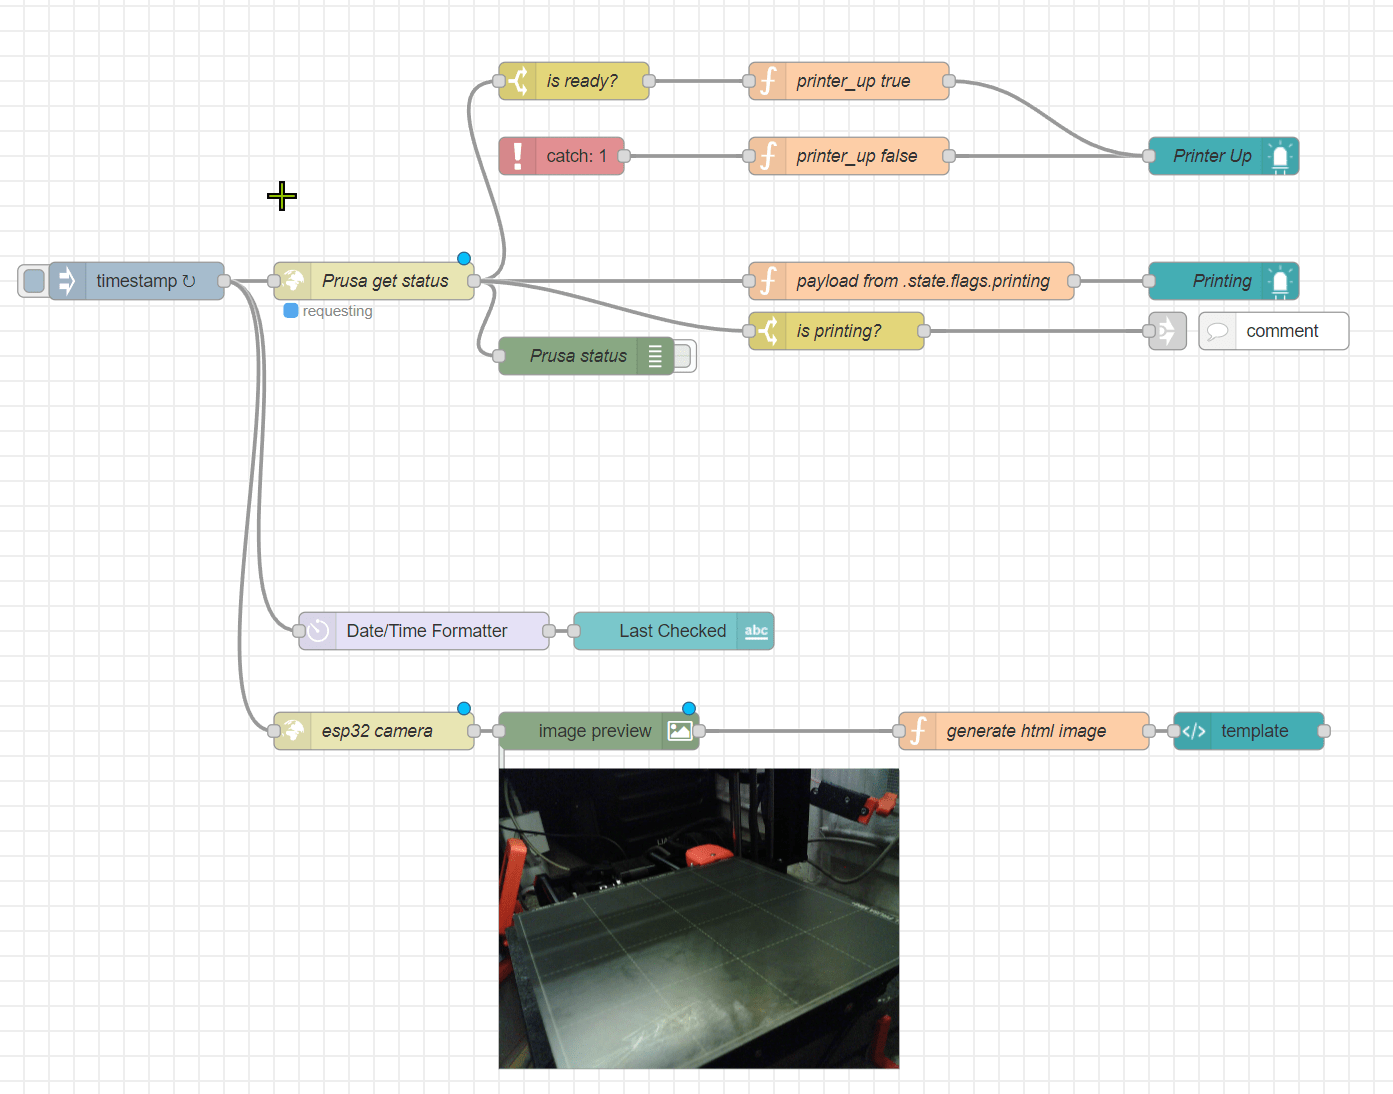 is ready?
printer_up true
catch: 1
printer_up false
Printer Up
timestamp ↻
Prusa get status
payload from .state.flags.printing
Printing
requesting
is printing?
comment
Prusa status
Date/Time Formatter
Last Checked
abc
esp32 camera
image preview
generate html image
</>
template